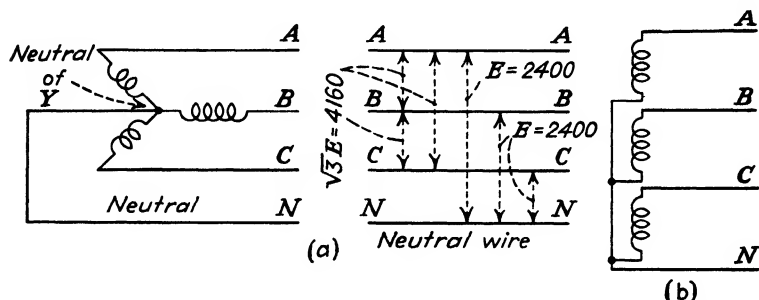 Neutral
of
Y
A
B
C
Neutral
N
(a)
A
A
B
B
C
C
N
N
√3E=4160
E=2400
E=2400
Neutral wire
A
B
C
N
(b)